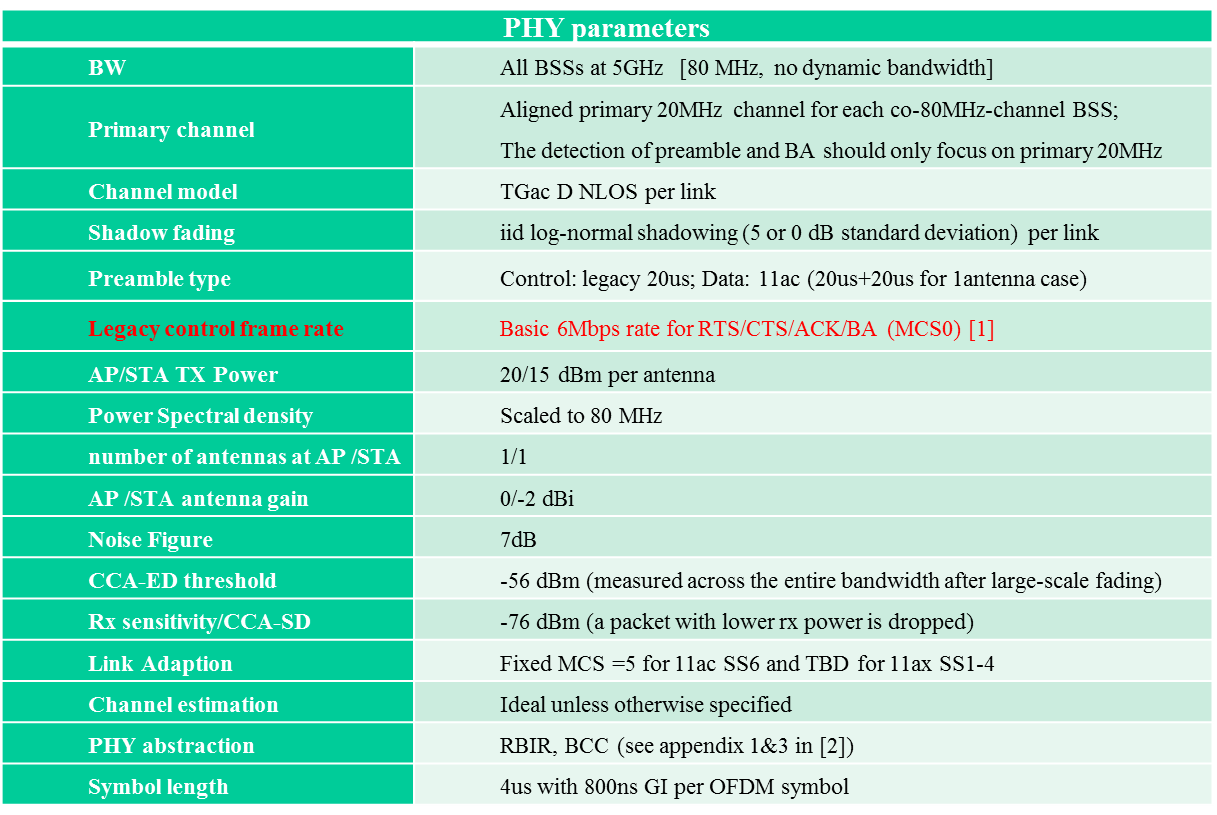 PHY parameters
BW All BSSs at 5GHz [80 MHz, no dynamic bandwidth]
Primary channel Aligned primary 20MHz channel for each co-80MHz-channel BSS;
The detection of preamble and BA should only focus on primary 20MHz
Channel model TGac D NLOS per link
Shadow fading iid log-normal shadowing (5 or 0 dB standard deviation) per link
Preamble type Control: legacy 20us; Data: 11ac (20us+20us for 1antenna case)
Legacy control frame rate Basic 6Mbps rate for RTS/CTS/ACK/BA (MCS0) [1]
AP/STA TX Power 20/15 dBm per antenna
Power Spectral density Scaled to 80 MHz
number of antennas at AP /STA 1/1
AP /STA antenna gain 0/-2 dBi
Noise Figure 7dB
CCA-ED threshold -56 dBm (measured across the entire bandwidth after large-scale fading)
Rx sensitivity/CCA-SD -76 dBm (a packet with lower rx power is dropped)
Link Adaption Fixed MCS =5 for 11ac SS6 and TBD for 11ax SS1-4
Channel estimation Ideal unless otherwise specified
PHY abstraction RBIR, BCC (see appendix 1&3 in [2])
Symbol length 4us with 800ns GI per OFDM symbol